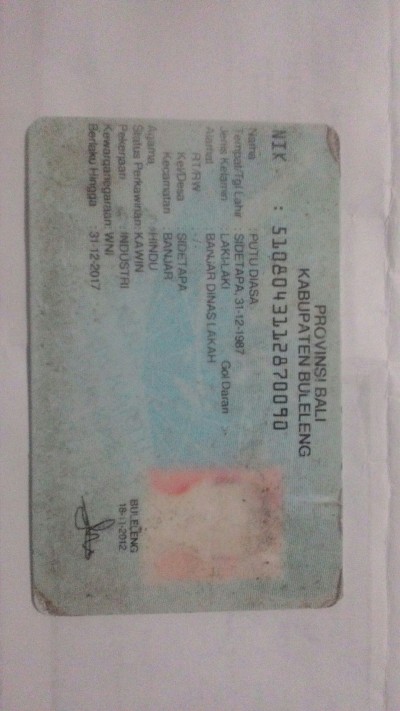 PROVINSI BALI
KABUPATEN BULELENG
NIK : 5108043112870090
Nama PUTU DIASA
Tempat/Tgl Lahir SIDETAPA, 31-12-1987
Jenis Kelamin : LAKI-LAKI Gol Darah : -
Alamat BANJAR DINAS LAKAH
RT/RW : /
Kel/Desa SIDETAPA
Kecamatan BANJAR
Agama : HINDU
Status Perkawinan: KAWIN
Pekerjaan : INDUSTRI
Kewarganegaraan: WNI
Berlaku Hingga 31-12-2017
BULELENG
18-11-2012